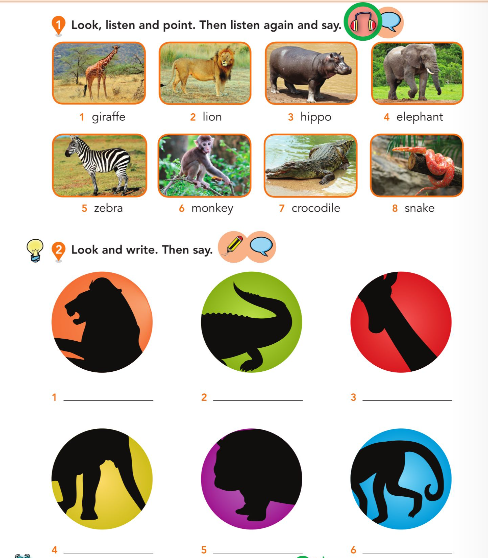 1 Look, listen and point. Then listen again and say.
1 giraffe
2 lion
3 hippo
4 elephant
5 zebra
6 monkey
7 crocodile
8 snake
2 Look and write. Then say.
1
2
3
4
5
6